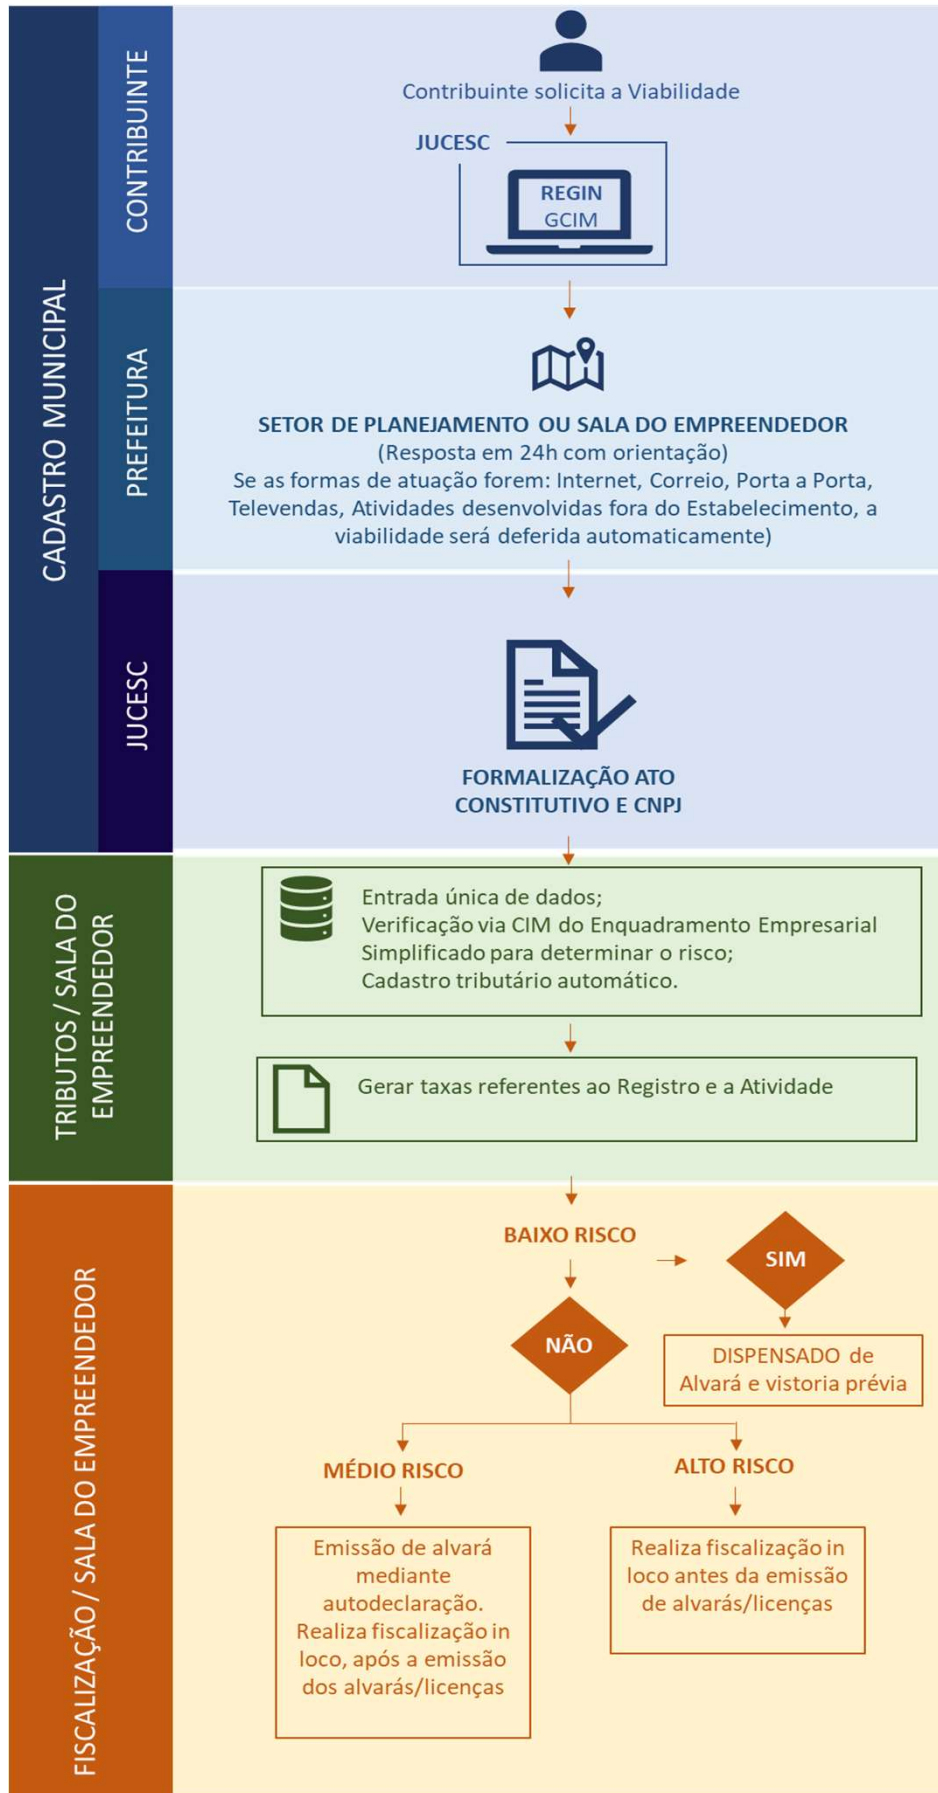 CADASTRO MUNICIPAL
CONTRIBUINTE
Contribuinte solicita a Viabilidade
JUCESC
REGIN
GCIM
PREFEITURA
SETOR DE PLANEJAMENTO OU SALA DO EMPREENDEDOR
(Resposta em 24h com orientação)
Se as formas de atuação forem: Internet, Correio, Porta a Porta,
Televendas, Atividades desenvolvidas fora do Estabelecimento, a
viabilidade será deferida automaticamente)
JUCESC
FORMALIZAÇÃO ATO
CONSTITUTIVO E CNPJ
TRIBUTOS / SALA DO
EMPREENDEDOR
Entrada única de dados;
Verificação via CIM do Enquadramento Empresarial
Simplificado para determinar o risco;
Cadastro tributário automático.
Gerar taxas referentes ao Registro e a Atividade
FISCALIZAÇÃO / SALA DO EMPREENDEDOR
BAIXO RISCO
SIM
NÃO
DISPENSADO de
Alvará e vistoria prévia
MÉDIO RISCO
ALTO RISCO
Emissão de alvará
mediante
autodeclaração.
Realiza fiscalização in
loco, após a emissão
dos alvarás/licenças
Realiza fiscalização in
loco antes da emissão
de alvarás/licenças